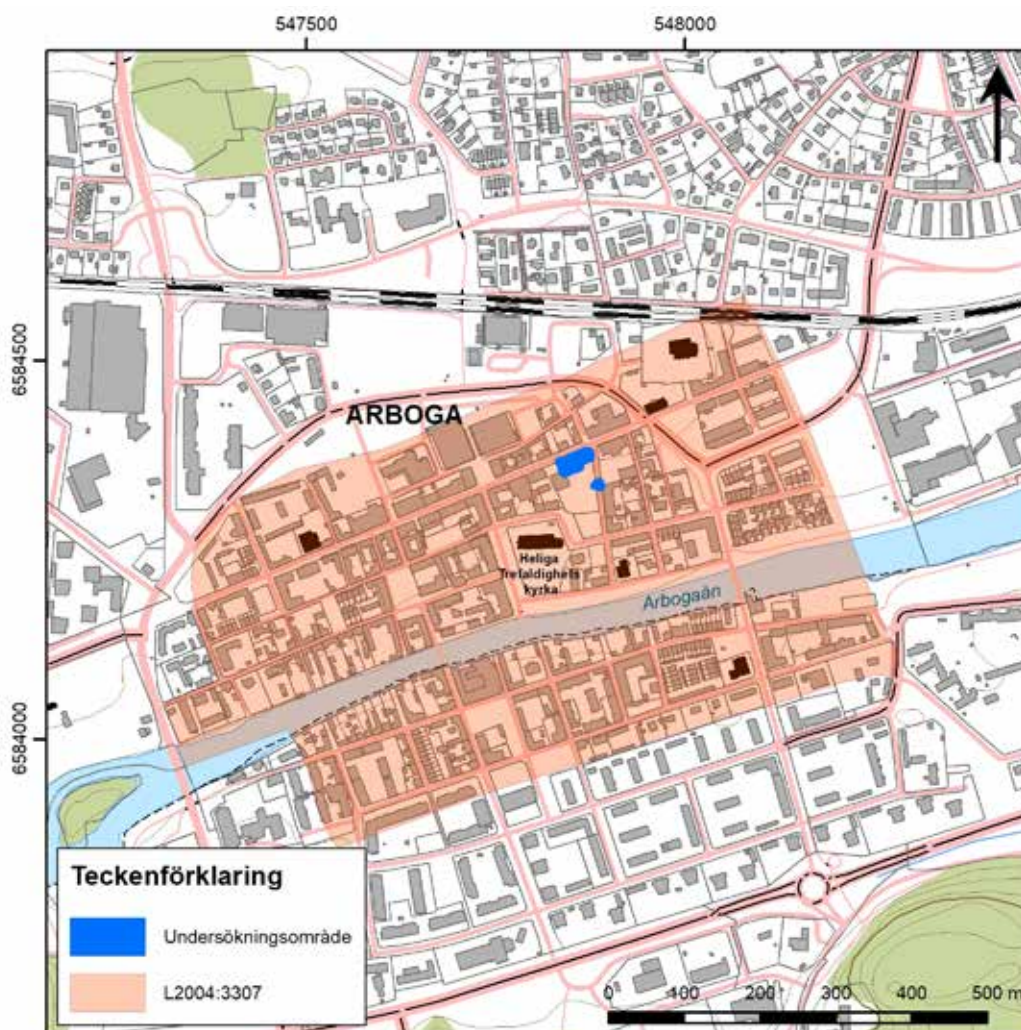 547500
548000
6584500
6584000
ARBOGA
Heliga
Trefaldighets
kyrka
Arbogaån
Teckenförklaring
Undersökningsområde
L2004:3307
0 100 200 300 400 500 m